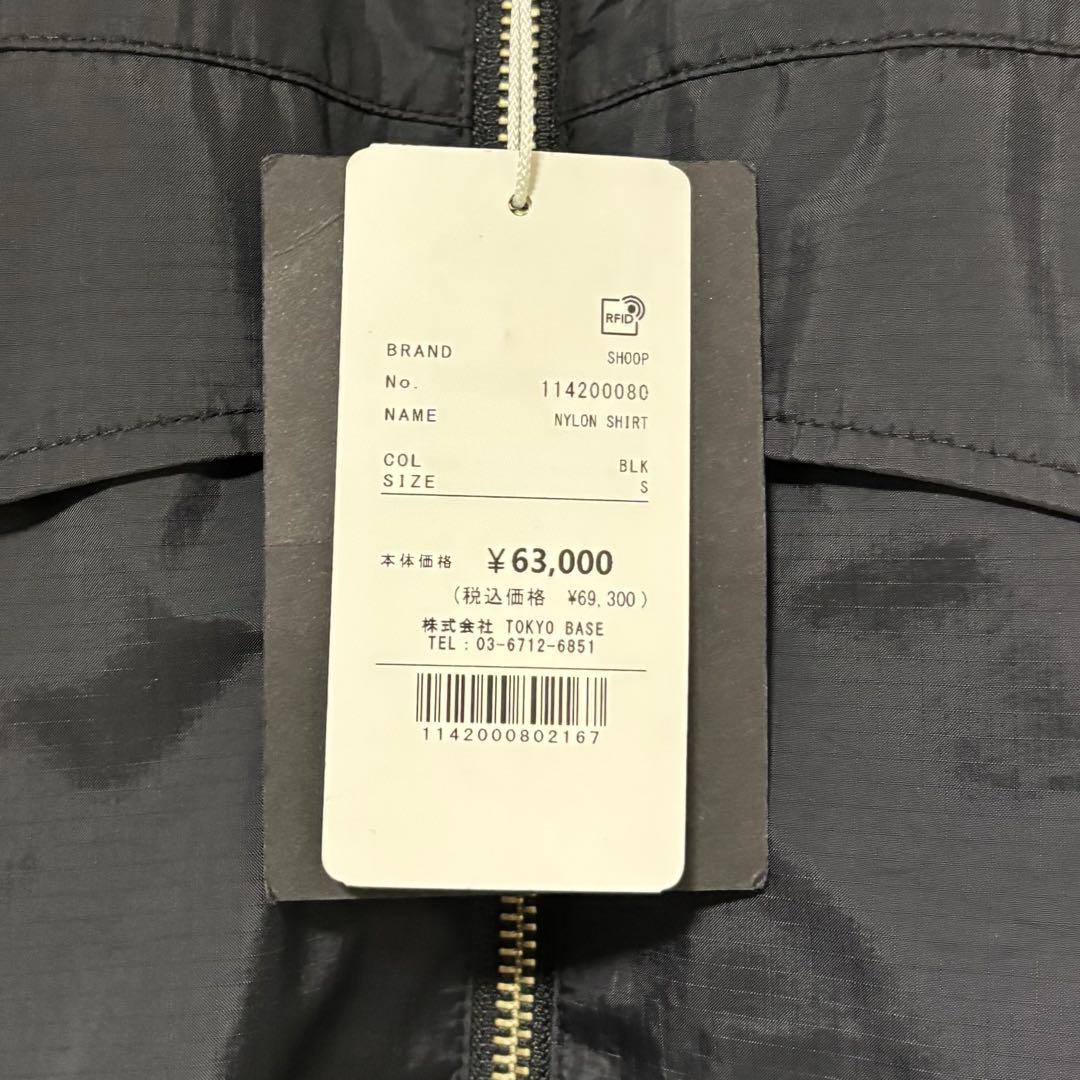 RFID
BRAND SHOOP
No. 114200080
NAME NYLON SHIRT
COL BLK
SIZE S
本体価格 ¥63,000
(税込価格 ¥69,300)
株式会社 TOKYO BASE
TEL : 03-6712-6851
1142000802167